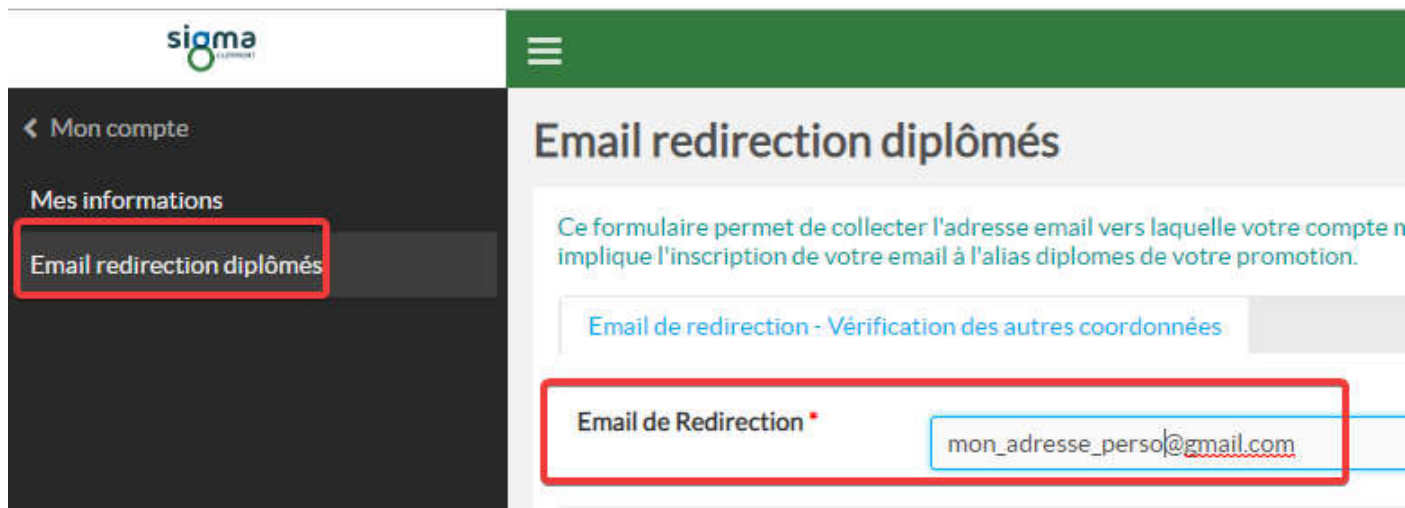 sigma
CLERMONT
Mon compte
Mes informations
Email redirection diplômés
Email redirection diplômés
Ce formulaire permet de collecter l'adresse email vers laquelle votre compte
implique l'inscription de votre email à l'alias diplomes de votre promotion.
Email de redirection - Vérification des autres coordonnées
Email de Redirection *
mon_adresse_perso@gmail.com